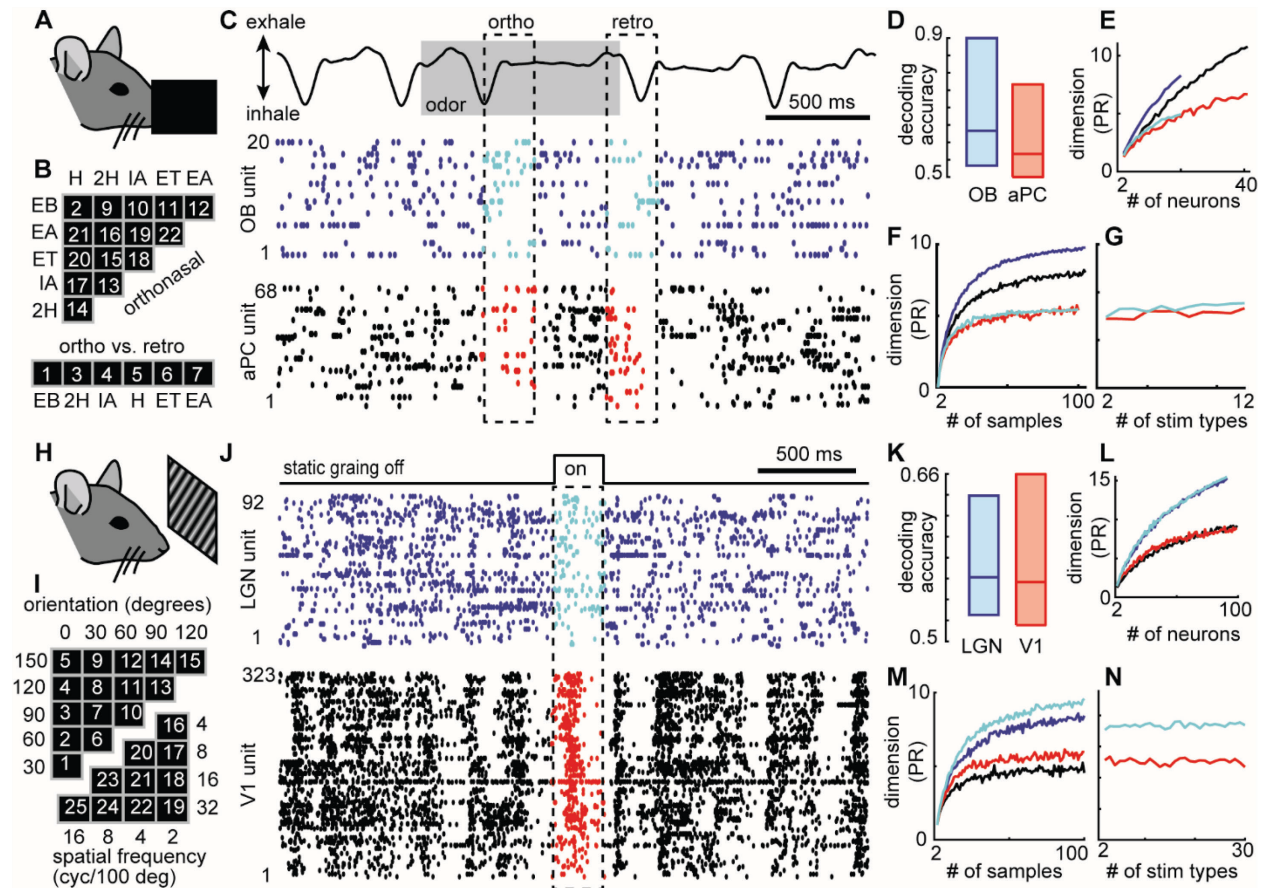 A
B
H 2H IA ET EA
EB 2 9 10 11 12
EA 21 16 19 22
ET 20 15 18
IA 17 13
2H 14
orthonasal
ortho vs. retro
1 3 4 5 6 7
EB 2H IA H ET EA
C
exhale
inhale
ortho
retro
odor
500 ms
20
OB unit
1
68
aPC unit
1
D
0.9
decoding
accuracy
0.5
OB aPC
E
10
dimension
(PR)
0
2 40
# of neurons
F
10
dimension
(PR)
0
2 100
# of samples
G
2 12
# of stim types
H
I
orientation (degrees)
0 30 60 90 120
150 5 9 12 14 15
120 4 8 11 13
90 3 7 10
60 2 6
30 1
16 4
20 17 8
23 21 18 16
25 24 22 19 32
16 8 4 2
spatial frequency
(cyc/100 deg)
J
static graing off
on
500 ms
92
LGN unit
1
323
V1 unit
1
K
0.66
decoding
accuracy
0.5
LGN V1
L
15
dimension
(PR)
0
2 100
# of neurons
M
10
dimension
(PR)
0
2 100
# of samples
N
2 30
# of stim types